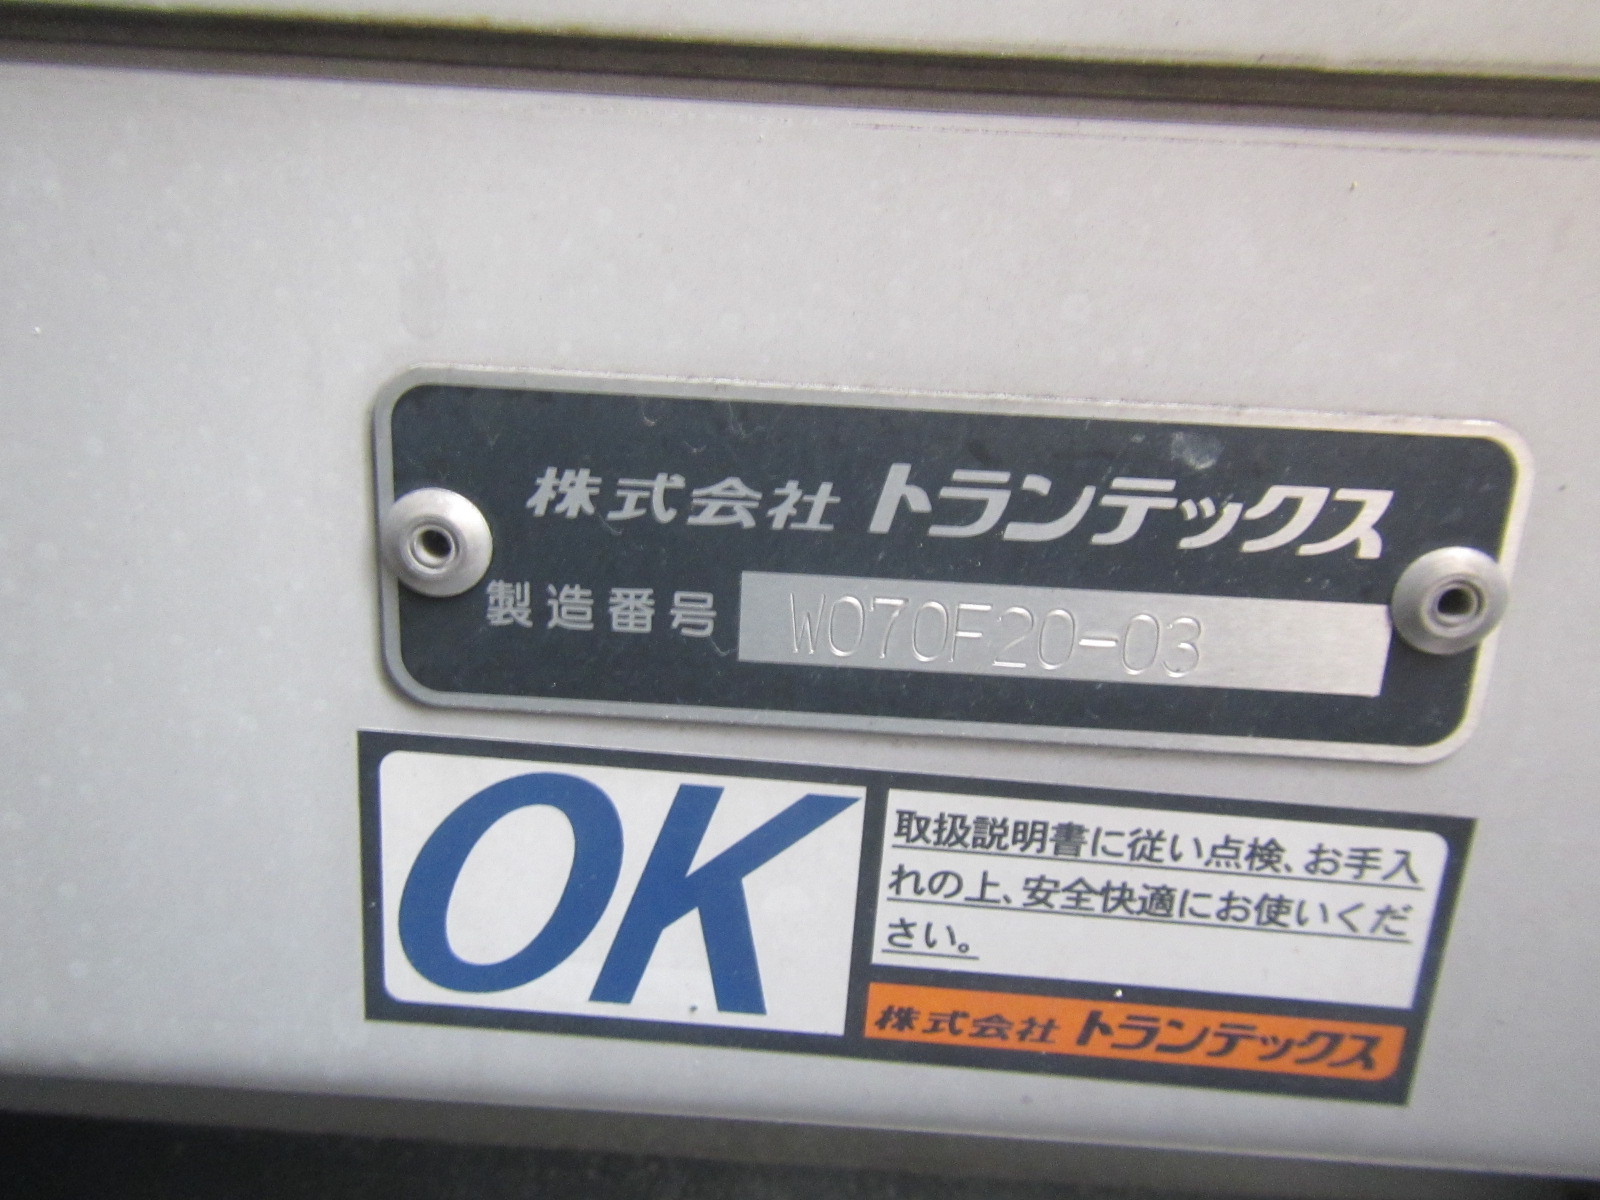 株式会社 トランテックス
製造番号 W070F20-03
OK
取扱説明書に従い点検、お手入
れの上、安全快適にお使いくだ
さい。
株式会社 トランテックス